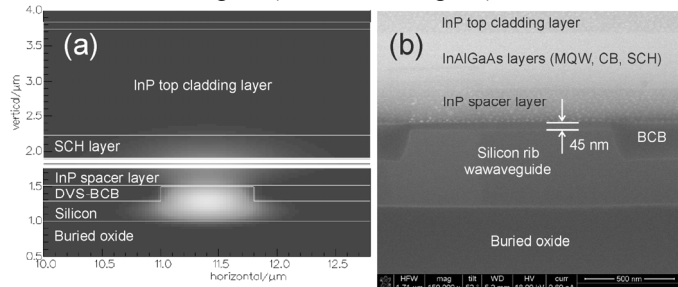 (a)
vertical/µm
4.0
3.5
3.0
2.5
2.0
1.5
1.0
0.5
InP top cladding layer
SCH layer
InP spacer layer
DVS-BCB
Silicon
Buried oxide
10.0 10.5 11.0 11.5 12.0 12.5
horizontal/µm
(b)
InP top cladding layer
InAlGaAs layers (MQW, CB, SCH)
InP spacer layer
45 nm
BCB
Silicon rib
wawaveguide
Buried oxide
HFW mag tilt WD HV curr
500 nm